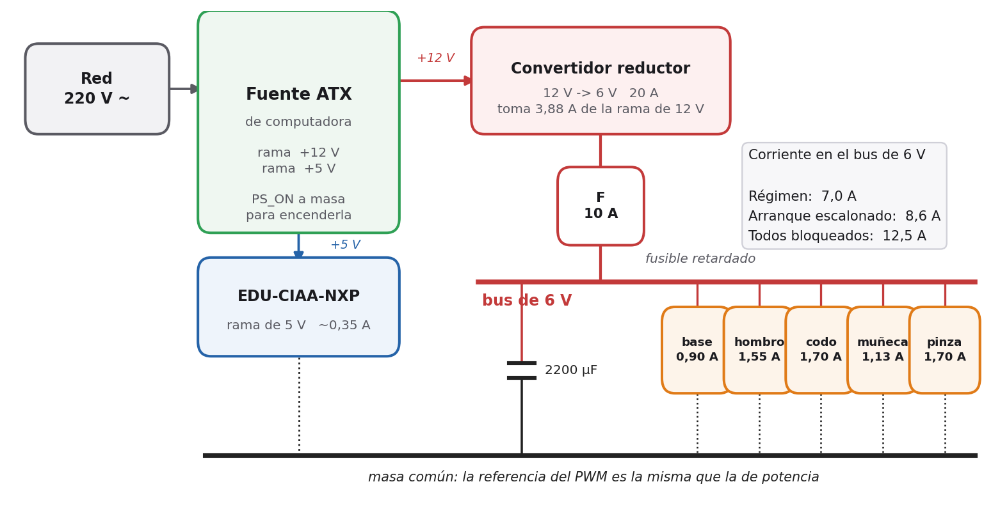 Red
220 V ~
Fuente ATX
de computadora
rama  +12 V
rama  +5 V
PS_ON a masa
para encenderla
+12 V
Convertidor reductor
12 V -> 6 V   20 A
toma 3,88 A de la rama de 12 V
F
10 A
fusible retardado
Corriente en el bus de 6 V
Régimen:  7,0 A
Arranque escalonado:  8,6 A
Todos bloqueados:  12,5 A
+5 V
EDU-CIAA-NXP
rama de 5 V   ~0,35 A
bus de 6 V
2200 µF
base
0,90 A
hombro
1,55 A
codo
1,70 A
muñeca
1,13 A
pinza
1,70 A
masa común: la referencia del PWM es la misma que la de potencia